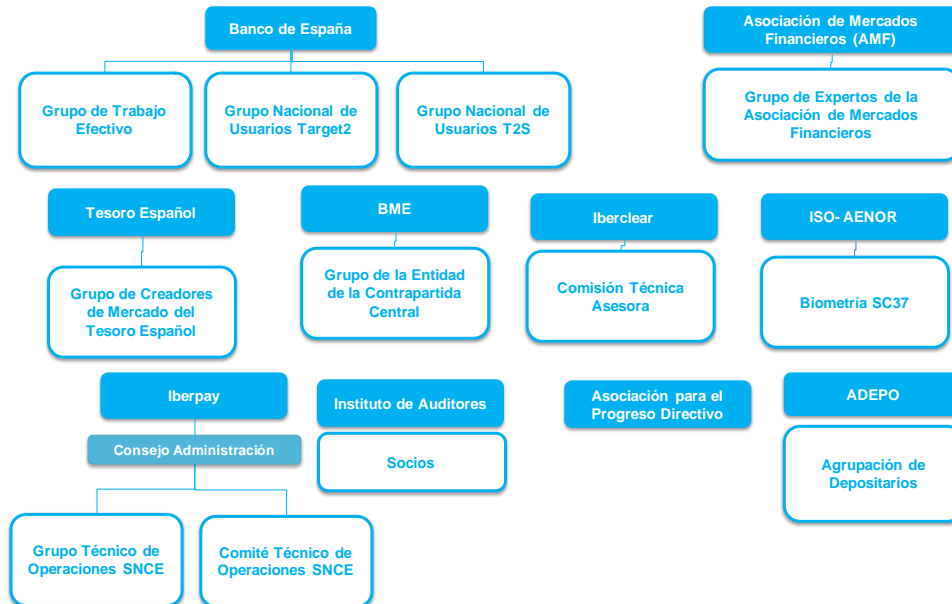 Banco de España
Asociación de Mercados
Financieros (AMF)
Grupo de Trabajo
Efectivo
Grupo Nacional de
Usuarios Target2
Grupo Nacional de
Usuarios T2S
Grupo de Expertos de la
Asociación de Mercados
Financieros
Tesoro Español
BME
Iberclear
ISO- AENOR
Grupo de Creadores
de Mercado del
Tesoro Español
Grupo de la Entidad
de la Contrapartida
Central
Comisión Técnica
Asesora
Biometría SC37
Iberpay
Instituto de Auditores
Asociación para el
Progreso Directivo
ADEPO
Consejo Administración
Socios
Agrupación de
Depositarios
Grupo Técnico de
Operaciones SNCE
Comité Técnico de
Operaciones SNCE